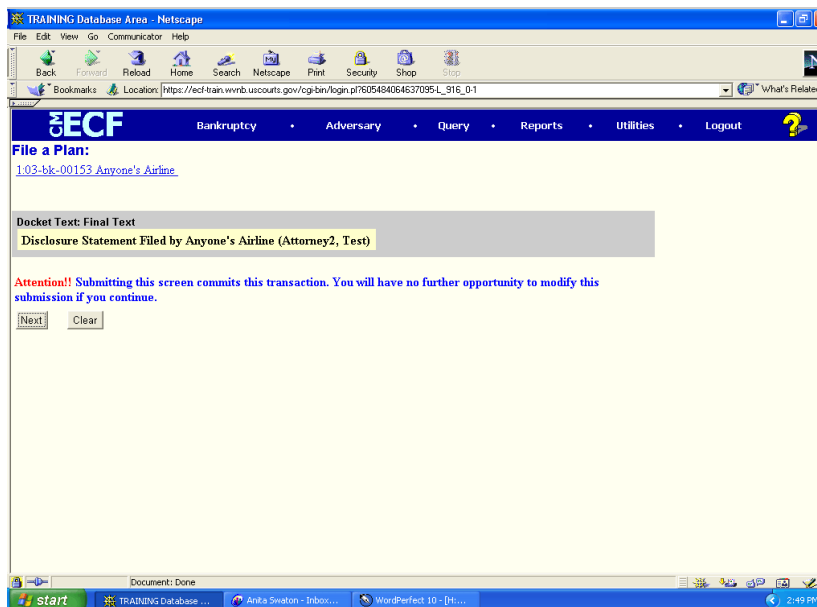 TRAINING Database Area - Netscape
File Edit View Go Communicator Help
Back Forward Reload Home Search Netscape Print Security Shop Stop
Bookmarks Location: https://ecf-train.wvnb.uscourts.gov/cgi-bin/login.pl?605484064637095-L_916_0-1 What's Relate
CM ECF Bankruptcy • Adversary • Query • Reports • Utilities • Logout ?
File a Plan:
1:03-bk-00153 Anyone's Airline
Docket Text: Final Text
Disclosure Statement Filed by Anyone's Airline (Attorney2, Test)
Attention!! Submitting this screen commits this transaction. You will have no further opportunity to modify this
submission if you continue.
Next Clear
Document: Done
start TRAINING Database ... Anita Swaton - Inbox... WordPerfect 10 - [H:... 2:49 PM